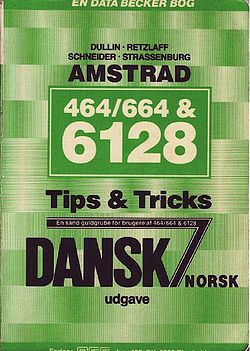 EN DATA BECKER BOG
DULLIN · RETZLAFF
SCHNEIDER · STRASSENBURG
AMSTRAD
464/664 &
6128
Tips & Tricks
En sand guldgrube for brugere af 464/664 & 6128
DANSK/
NORSK
udgave